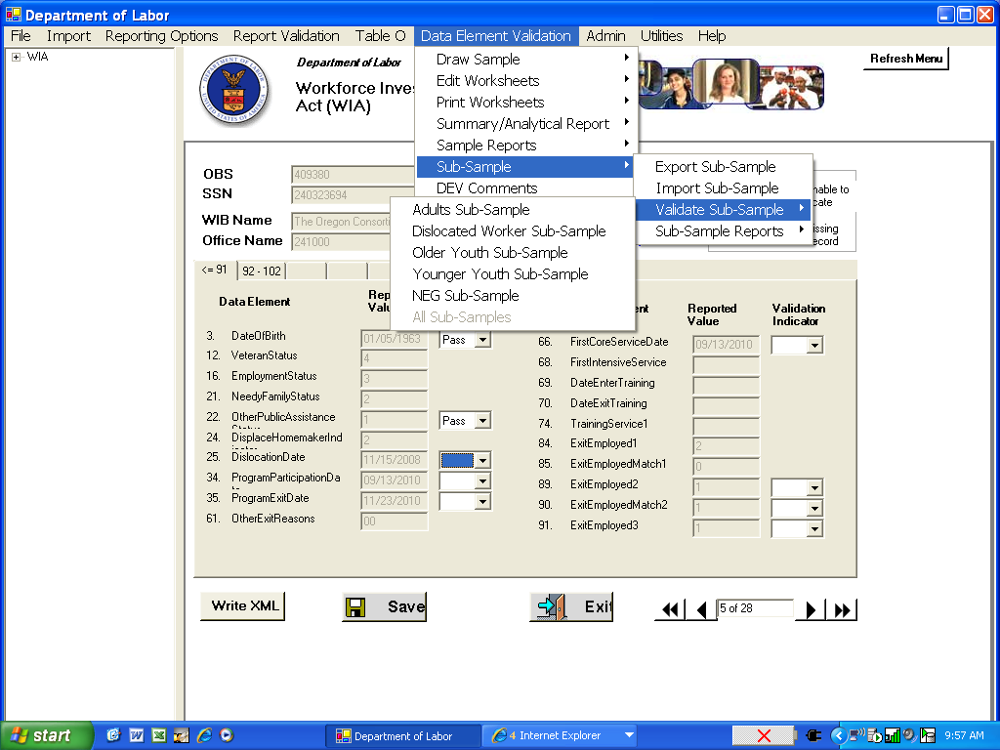 Department of Labor
File Import Reporting Options Report Validation Table O Data Element Validation Admin Utilities Help
WIA
Department of Labor
Workforce Inves
Act (WIA)
Refresh Menu
Draw Sample
Edit Worksheets
Print Worksheets
Summary/Analytical Report
Sample Reports
Sub-Sample
DEV Comments
Export Sub-Sample
Import Sub-Sample
Validate Sub-Sample
Sub-Sample Reports
Adults Sub-Sample
Dislocated Worker Sub-Sample
Older Youth Sub-Sample
Younger Youth Sub-Sample
NEG Sub-Sample
All Sub-Samples
OBS 409380
SSN 240323694
WIB Name The Oregon Consorti
Office Name 241000
nable to
cate
ssing
ecord
<= 91 92 - 102
Data Element Rep
Valu
ent Reported Value Validation Indicator
3. DateOfBirth 01/05/1963 Pass
12. VeteranStatus 4
16. EmploymentStatus 3
21. NeedyFamilyStatus 2
22. OtherPublicAssistance 1 Pass
24. DisplaceHomemakerInd 2
25. DislocationDate 11/15/2008
34. ProgramParticipationDa 09/13/2010
35. ProgramExitDate 11/23/2010
61. OtherExitReasons 00
66. FirstCoreServiceDate 09/13/2010
68. FirstIntensiveService
69. DateEnterTraining
70. DateExitTraining
74. TrainingService1
84. ExitEmployed1 2
85. ExitEmployedMatch1 0
89. ExitEmployed2 1
90. ExitEmployedMatch2 1
91. ExitEmployed3 1
Write XML Save Exit 5 of 28
start Department of Labor 4 Internet Explorer 9:57 AM